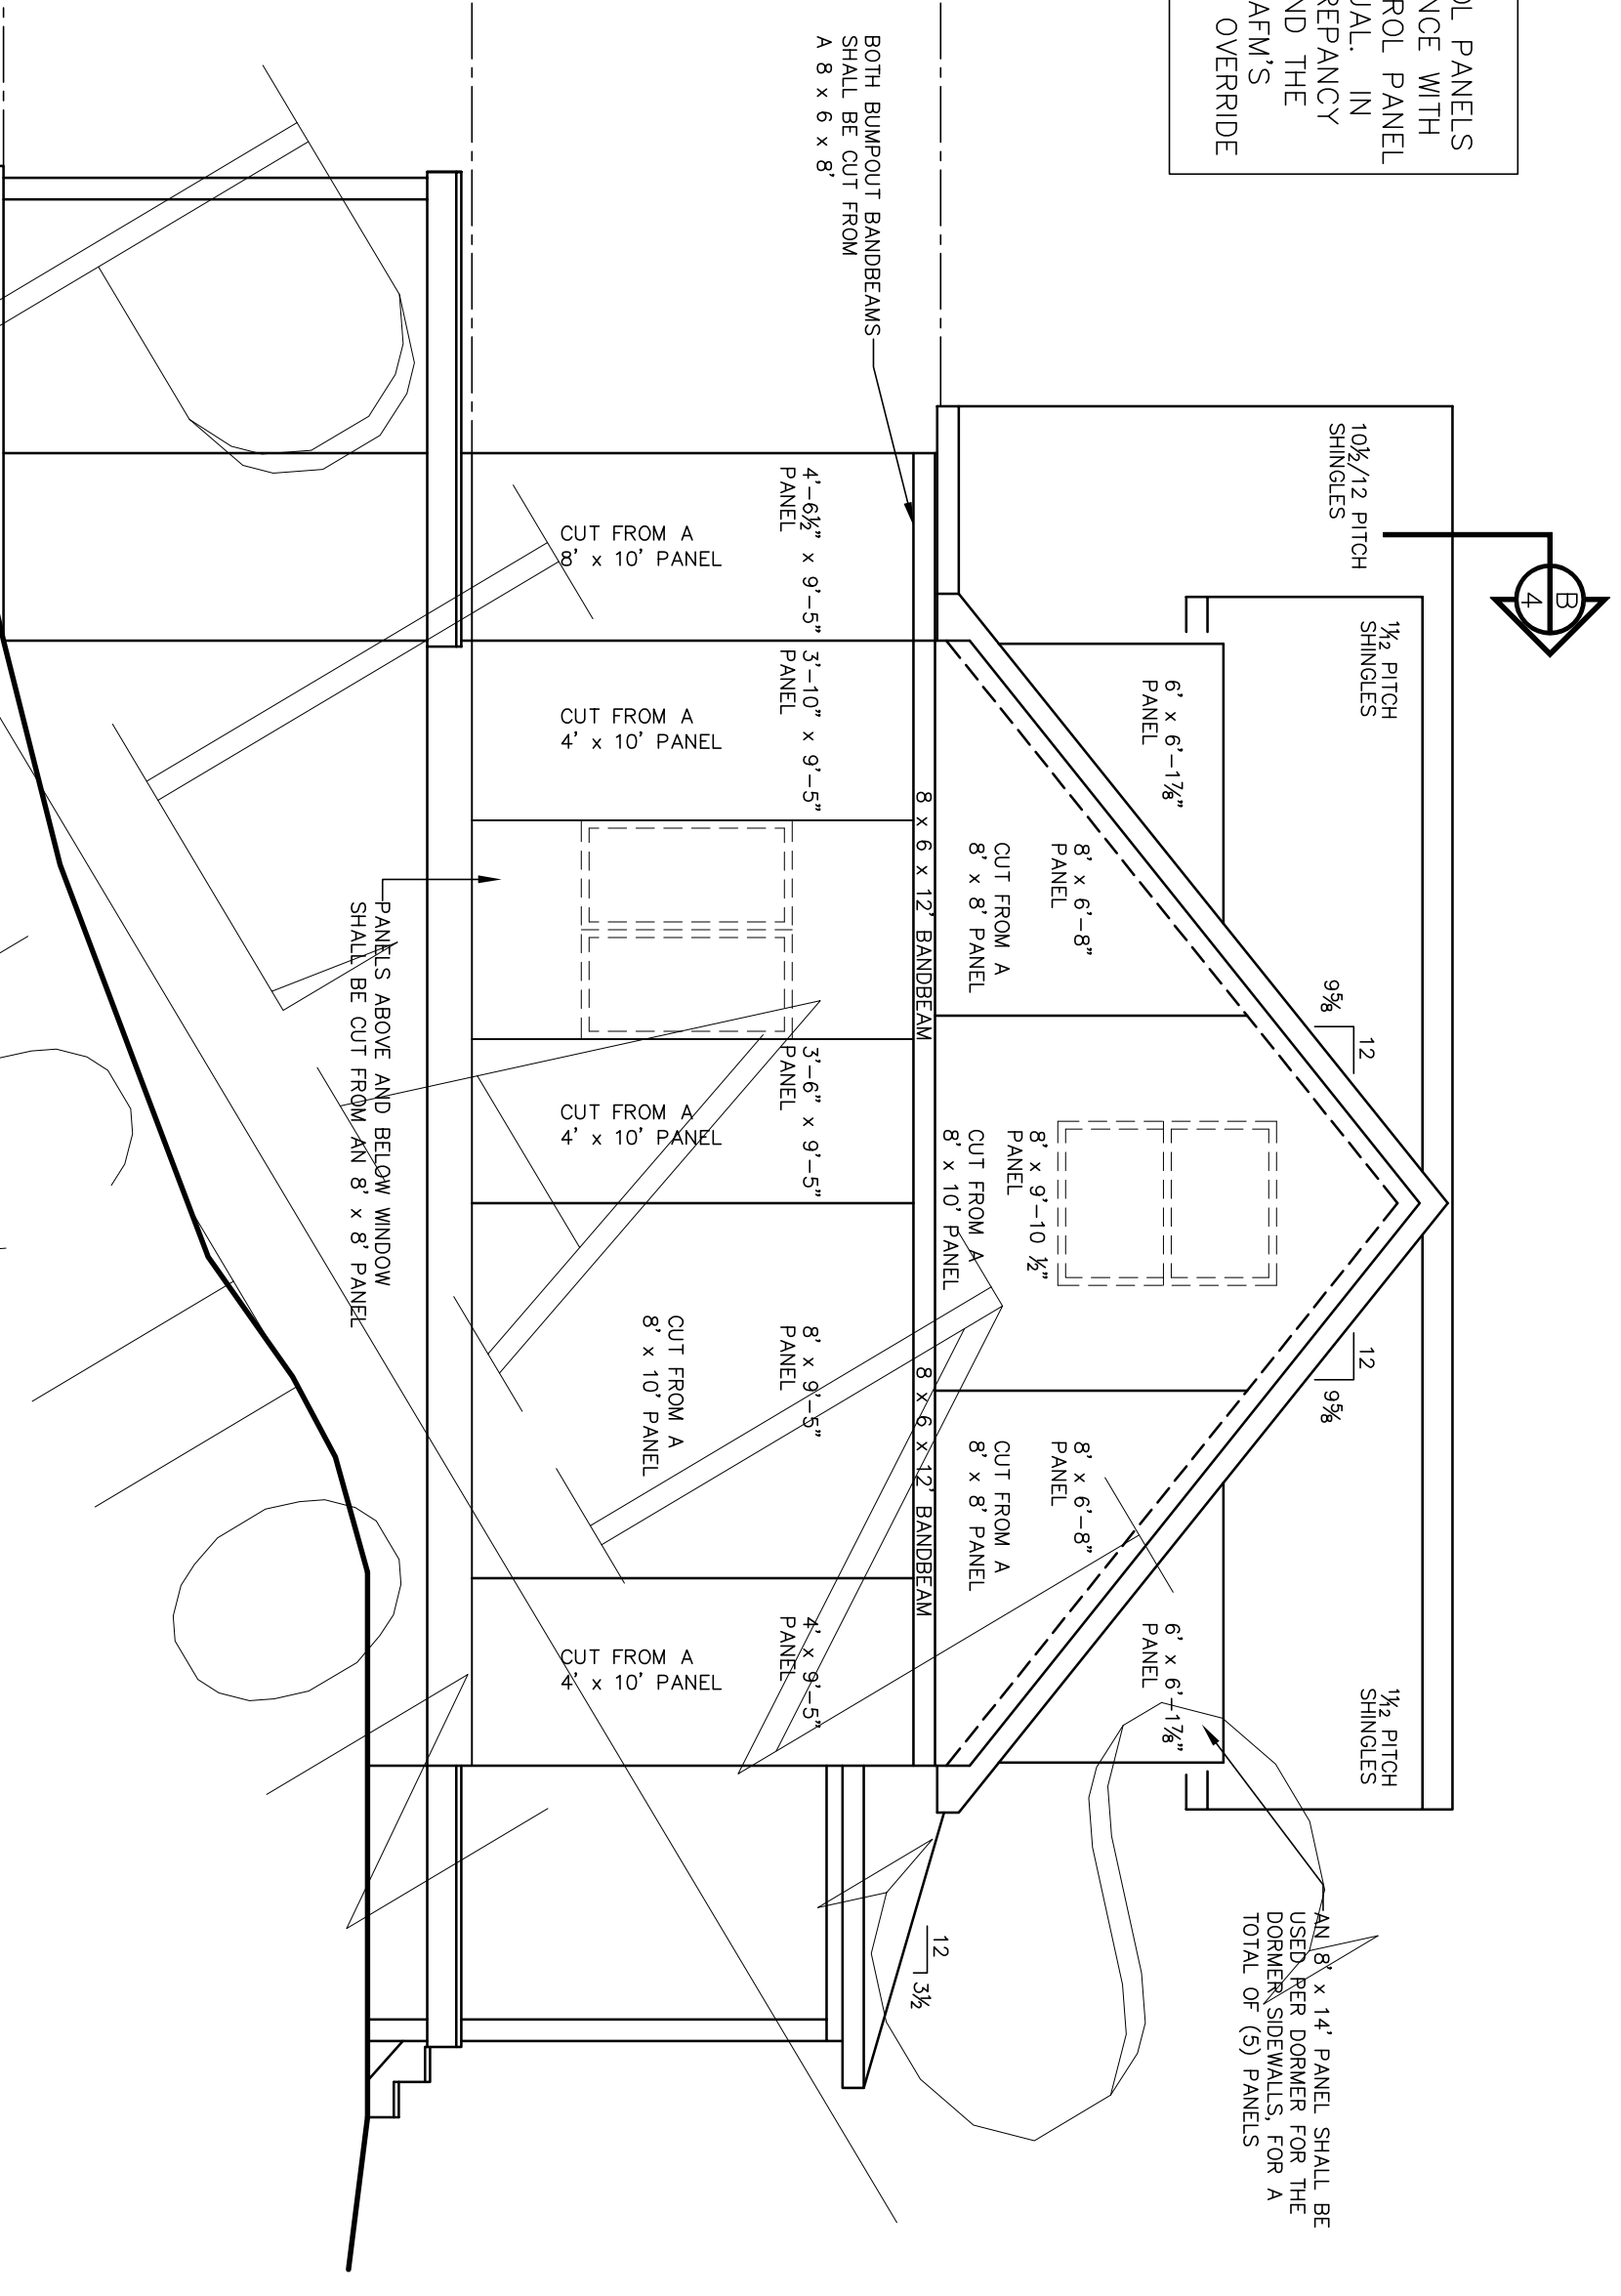 OL PANELS
NCE WITH
ROL PANEL
UAL. IN
REPANCY
ND THE
AFM'S
OVERRIDE
B
4
10½/12 PITCH
SHINGLES
1½ PITCH
SHINGLES
1½ PITCH
SHINGLES
12
9⅝
12
9⅝
6' x 6'-1⅞"
PANEL
6' x 6'-1⅞"
PANEL
AN 8' x 14' PANEL SHALL BE
USED PER DORMER FOR THE
DORMER SIDEWALLS, FOR A
TOTAL OF (5) PANELS
8' x 6'-8"
PANEL
CUT FROM A
8' x 8' PANEL
8' x 9'-10 ½"
PANEL
CUT FROM A
8' x 10' PANEL
8' x 6'-8"
PANEL
CUT FROM A
8' x 8' PANEL
12
3½
BOTH BUMPOUT BANDBEAMS
SHALL BE CUT FROM
A 8 x 6 x 8'
8 x 6 x 12' BANDBEAM
8 x 6 x 12' BANDBEAM
4'-6½" x 9'-5"
PANEL
CUT FROM A
8' x 10' PANEL
3'-10" x 9'-5"
PANEL
CUT FROM A
4' x 10' PANEL
3'-6" x 9'-5"
PANEL
CUT FROM A
4' x 10' PANEL
8' x 9'-5"
PANEL
CUT FROM A
8' x 10' PANEL
4' x 9'-5"
PANEL
CUT FROM A
4' x 10' PANEL
PANELS ABOVE AND BELOW WINDOW
SHALL BE CUT FROM AN 8' x 8' PANEL